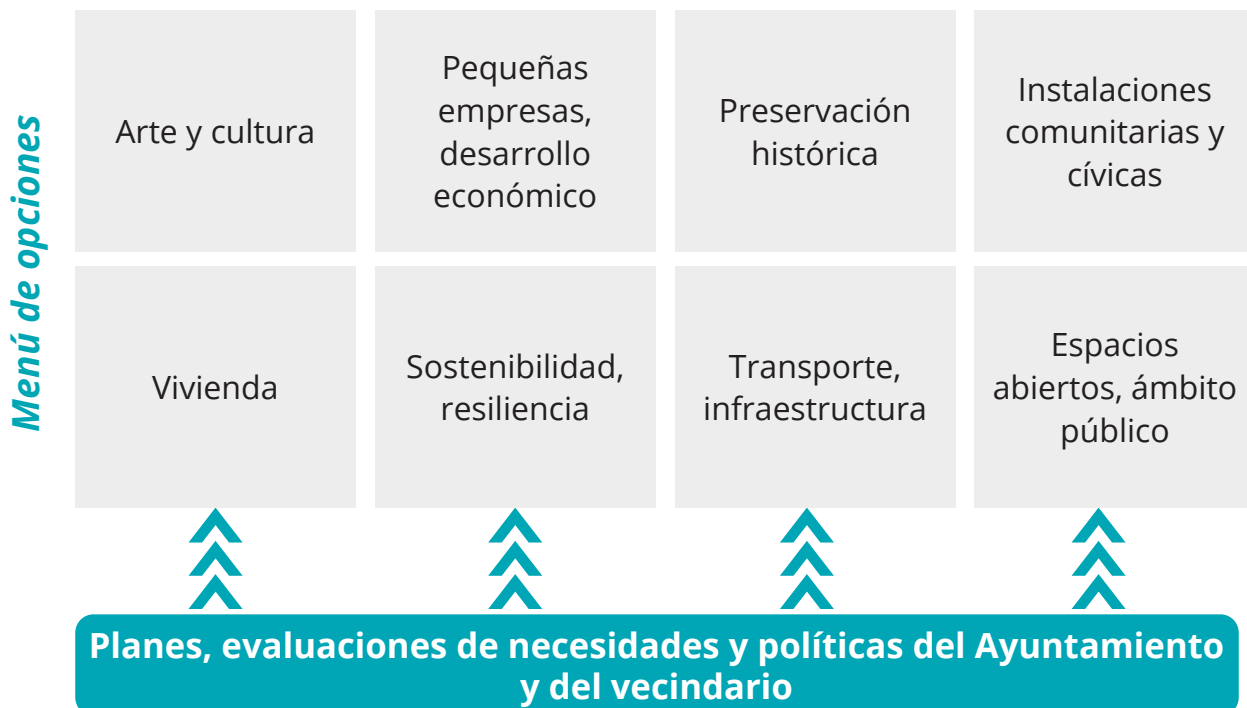 Menú de opciones
Arte y cultura
Pequeñas
empresas,
desarrollo
económico
Preservación
histórica
Instalaciones
comunitarias y
cívicas
Vivienda
Sostenibilidad,
resiliencia
Transporte,
infraestructura
Espacios
abiertos, ámbito
público
Planes, evaluaciones de necesidades y políticas del Ayuntamiento
y del vecindario